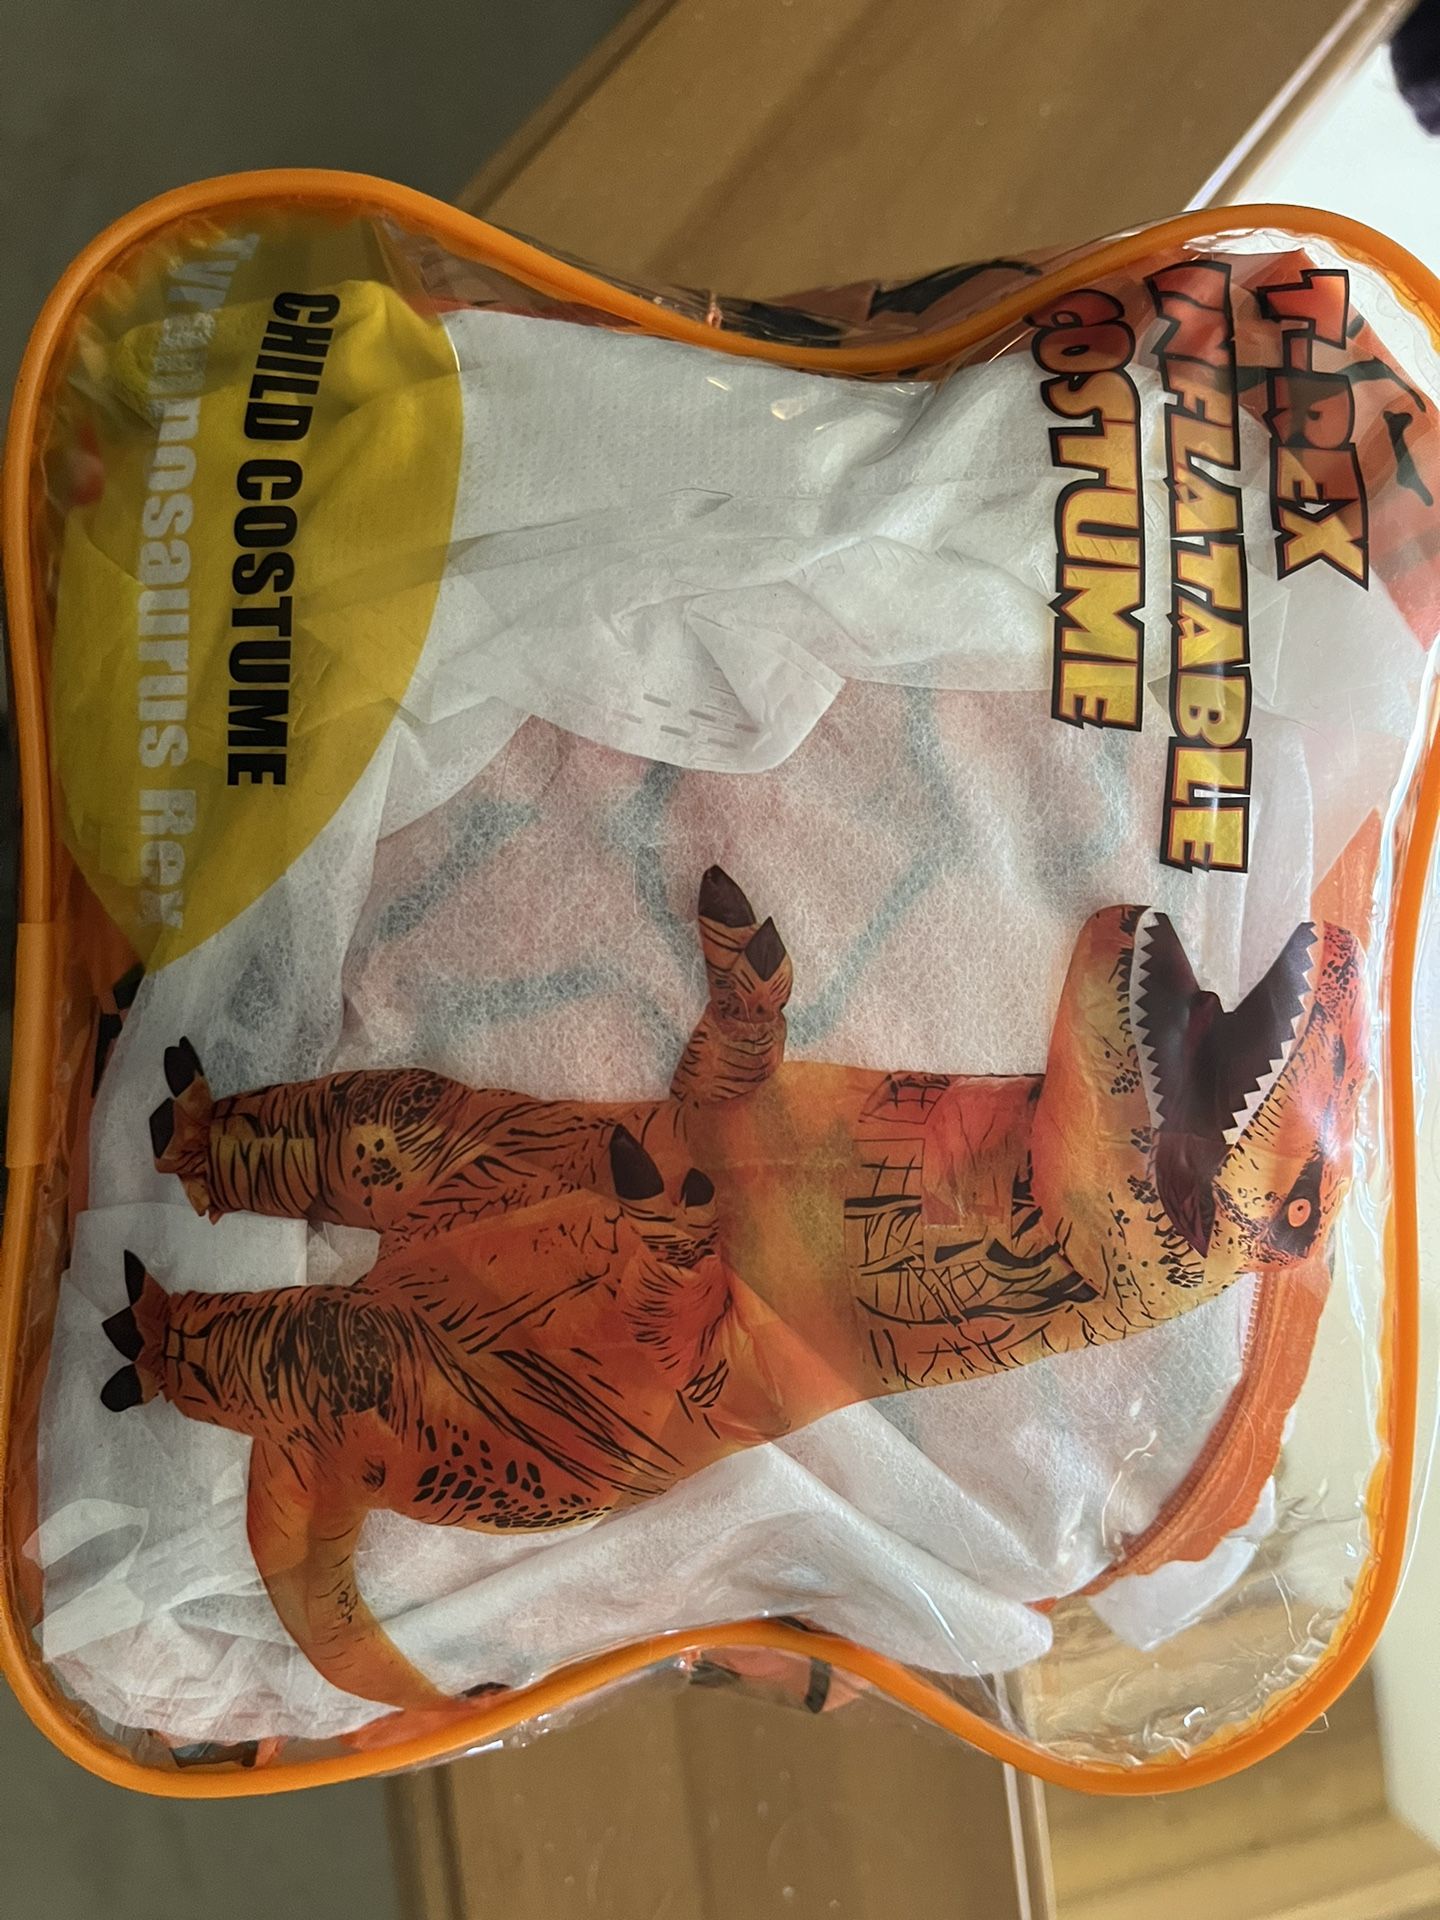 T-REX
INFLATABLE
COSTUME
CHILD COSTUME
Tyrannosaurus Rex